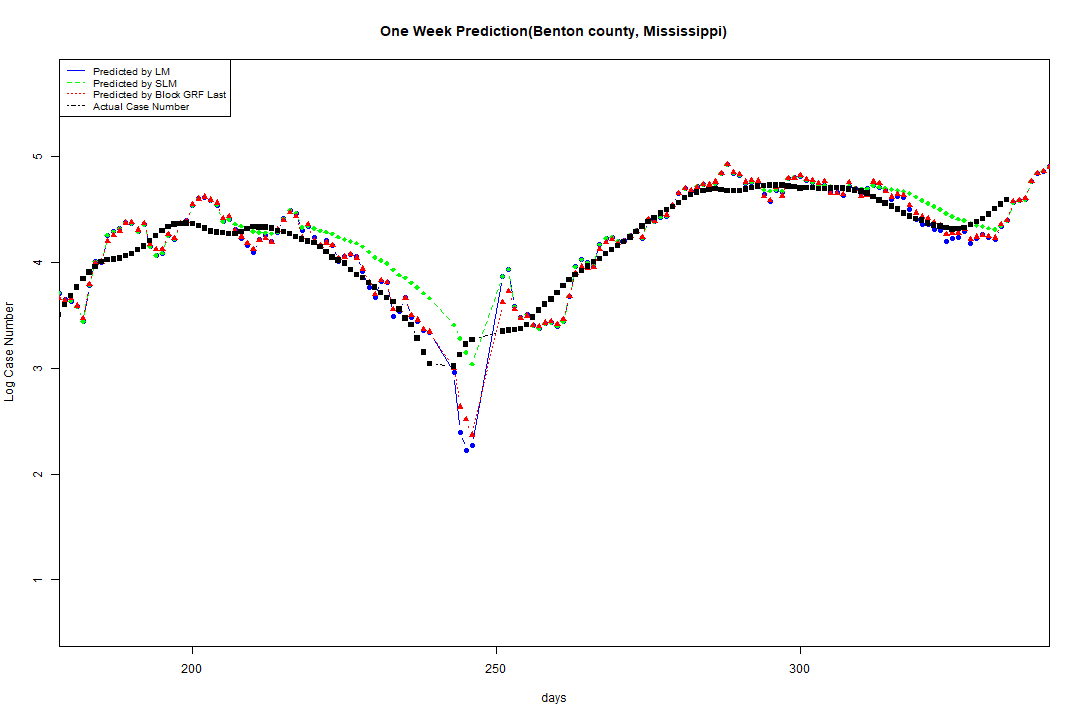 One Week Prediction(Benton county, Mississippi)
Predicted by LM
Predicted by SLM
Predicted by Block GRF Last
Actual Case Number
5
4
3
2
1
Log Case Number
200 250 300
days